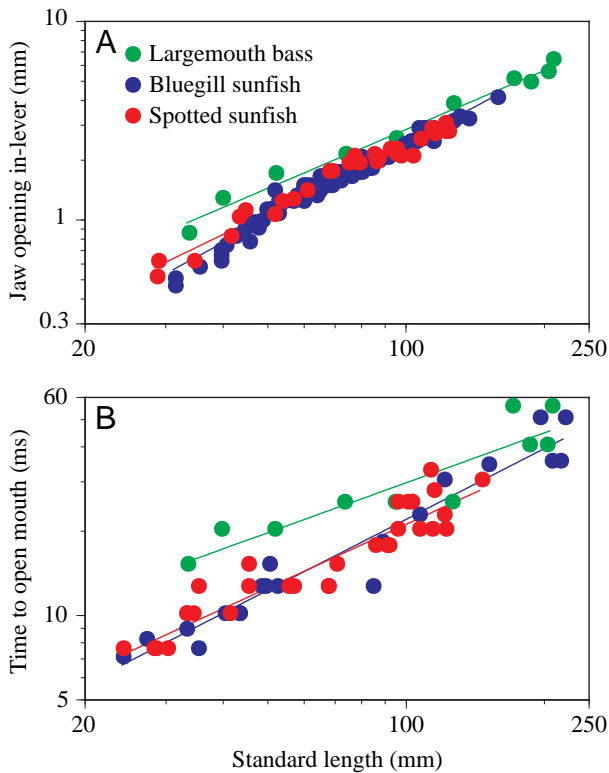 A
Largemouth bass
Bluegill sunfish
Spotted sunfish
Jaw opening in-lever (mm)
10
1
0.3
20
100
250
B
Time to open mouth (ms)
60
10
5
20
100
250
Standard length (mm)